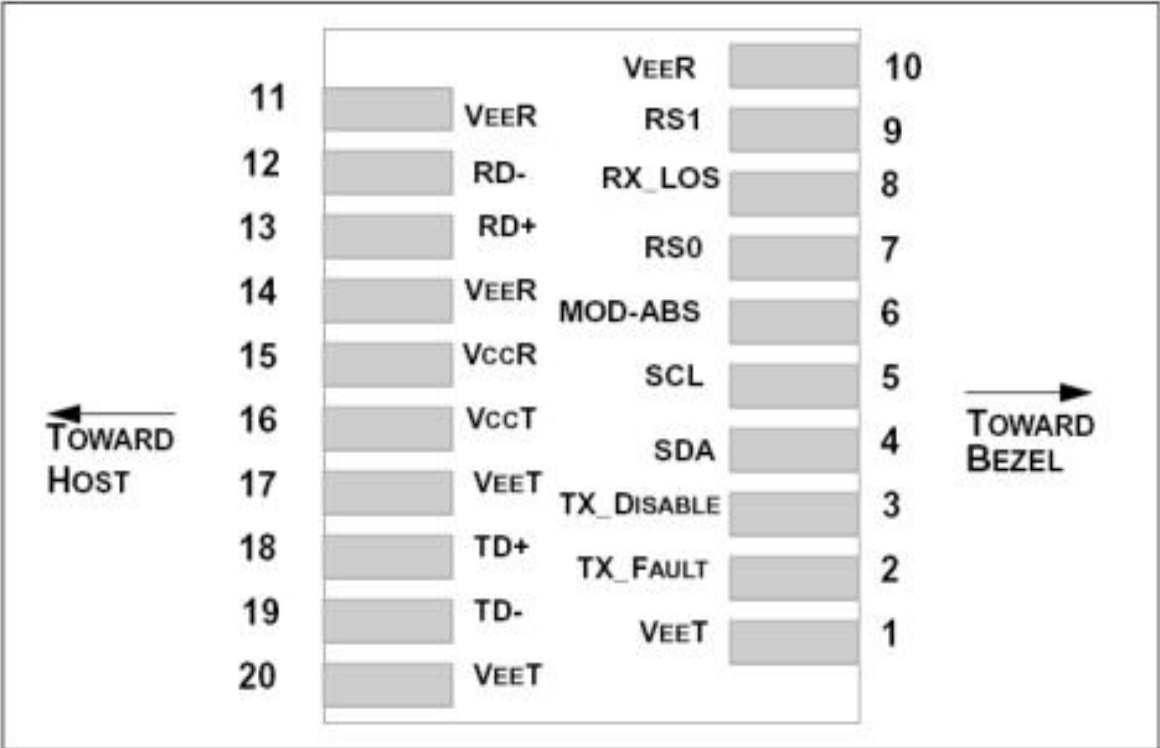 VEER 10
11 VEER
RS1 9
12 RD-
RX_LOS 8
13 RD+
RS0 7
14 VEER
MOD-ABS 6
15 VCCR
SCL 5
16 VCCT
SDA 4
TOWARD
HOST
TOWARD
BEZEL
17 VEET
TX_DISABLE 3
18 TD+
TX_FAULT 2
19 TD-
VEET 1
20 VEET